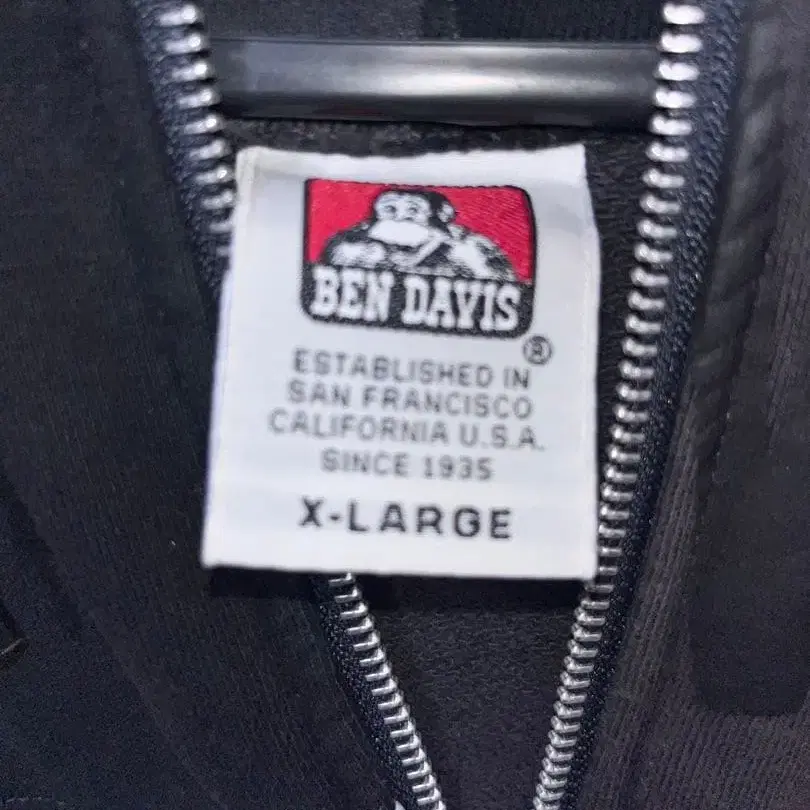 BEN DAVIS
®
ESTABLISHED IN
SAN FRANCISCO
CALIFORNIA U.S.A.
SINCE 1935
X-LARGE